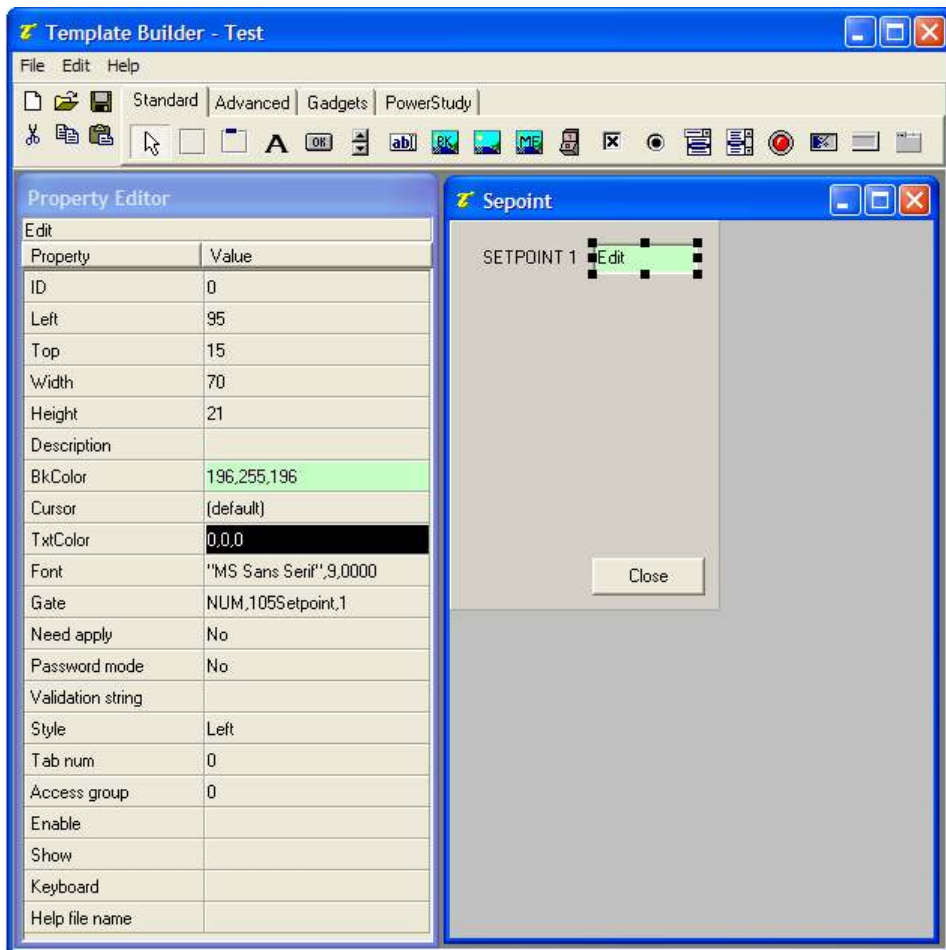 Template Builder - Test
File Edit Help
Standard Advanced Gadgets PowerStudy
A OK ab BK ME
Property Editor
Edit
Property Value
ID 0
Left 95
Top 15
Width 70
Height 21
Description
BkColor 196,255,196
Cursor (default)
TxtColor 0,0,0
Font "MS Sans Serif",9,0000
Gate NUM,105Setpoint,1
Need apply No
Password mode No
Validation string
Style Left
Tab num 0
Access group 0
Enable
Show
Keyboard
Help file name
Sepoint
SETPOINT 1 Edit
Close